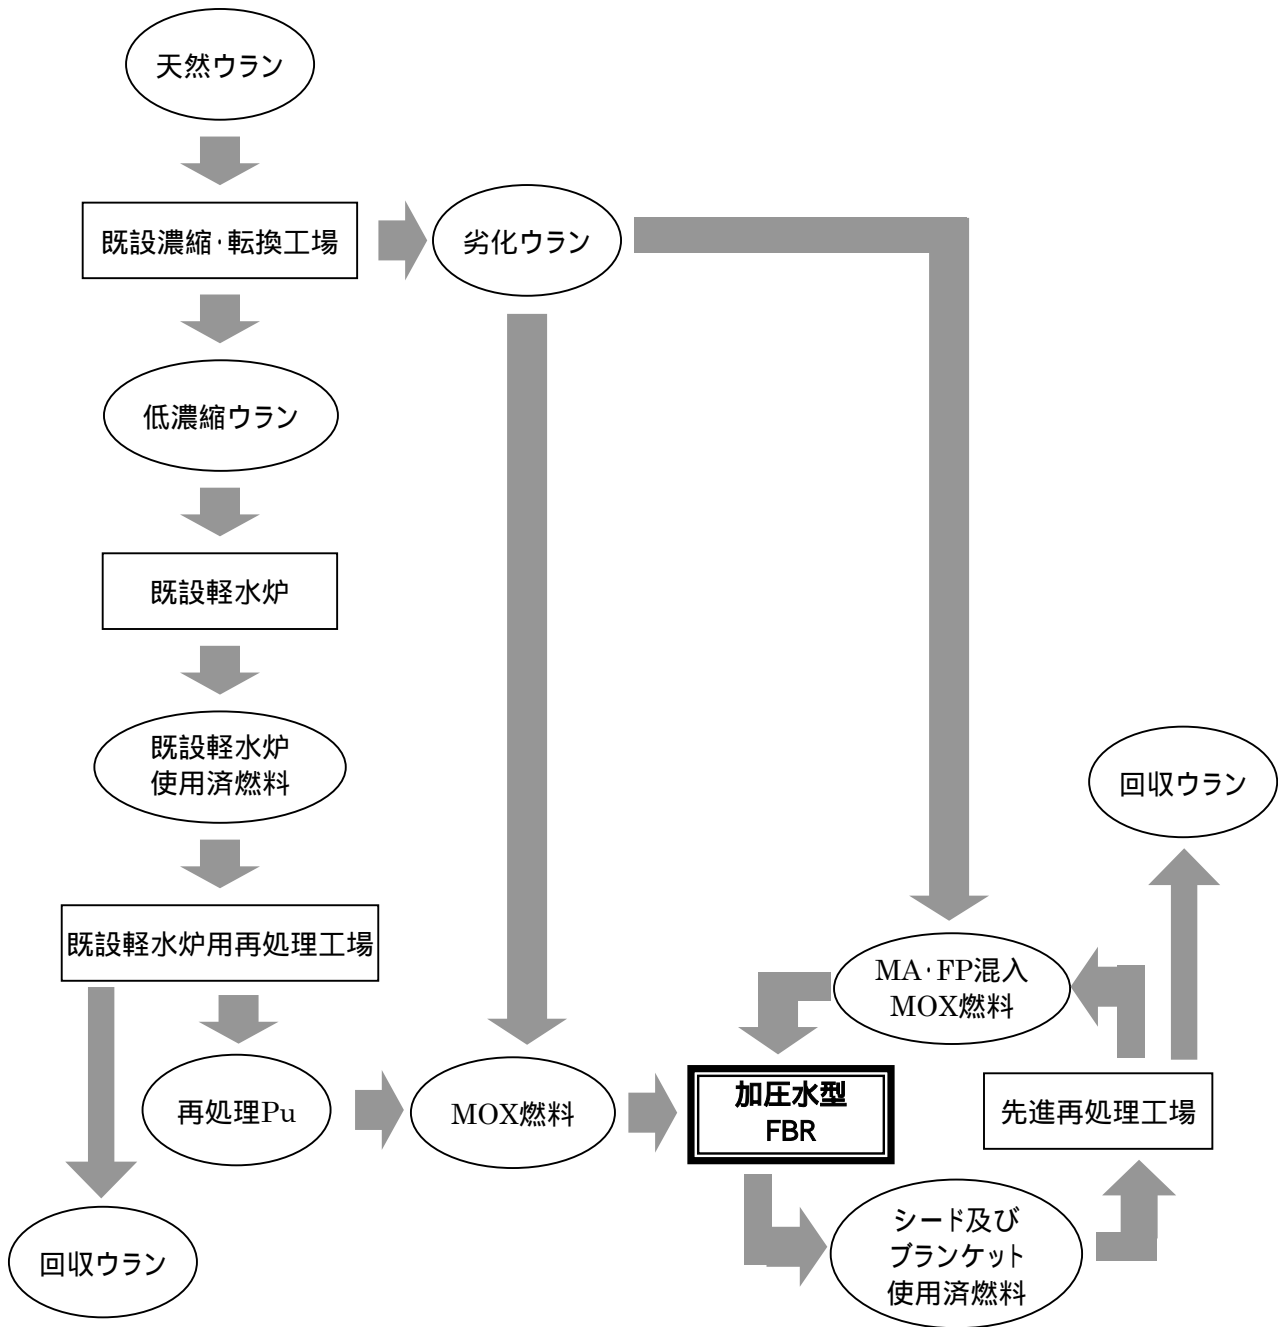 天然ウラン
既設濃縮・転換工場
劣化ウラン
低濃縮ウラン
既設軽水炉
既設軽水炉
使用済燃料
回収ウラン
既設軽水炉用再処理工場
MA・FP混入
MOX燃料
再処理Pu
MOX燃料
加圧水型
FBR
先進再処理工場
回収ウラン
シード及び
ブランケット
使用済燃料